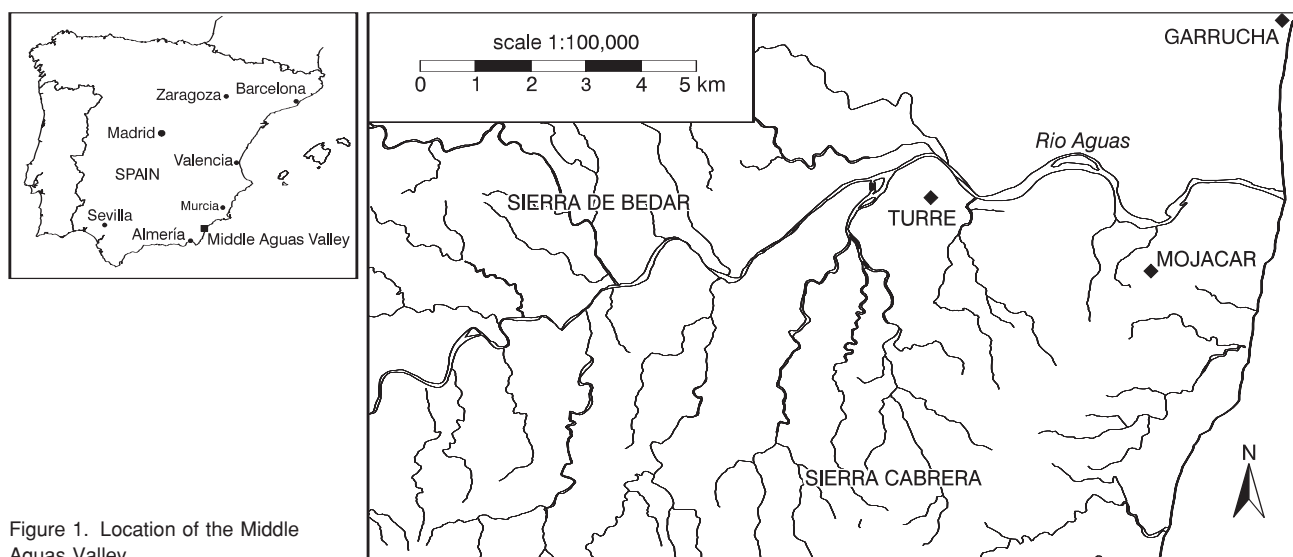 Zaragoza
Barcelona
Madrid
Valencia
SPAIN
Murcia
Sevilla
Almería
Middle Aguas Valley
scale 1:100,000
0 1 2 3 4 5 km
GARRUCHA
Rio Aguas
SIERRA DE BEDAR
TURRE
MOJACAR
SIERRA CABRERA
N
Figure 1. Location of the Middle
Aguas Valley